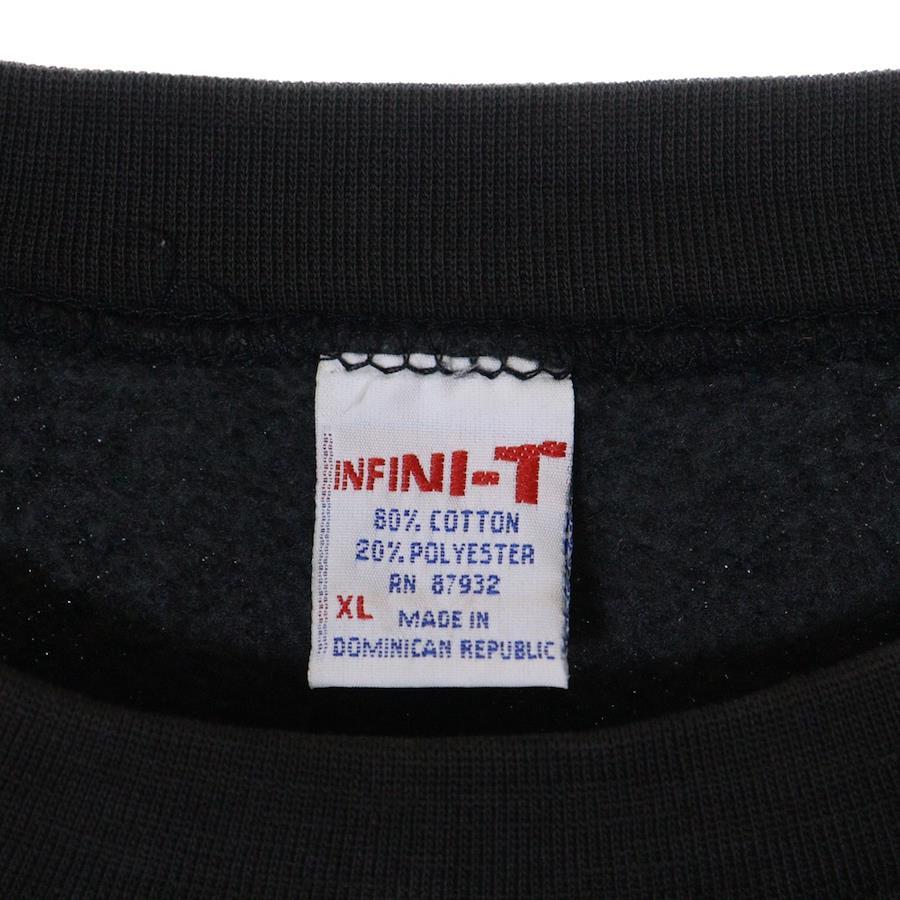 INFINI-T
80% COTTON
20% POLYESTER
RN 87932
XL MADE IN
DOMINICAN REPUBLIC